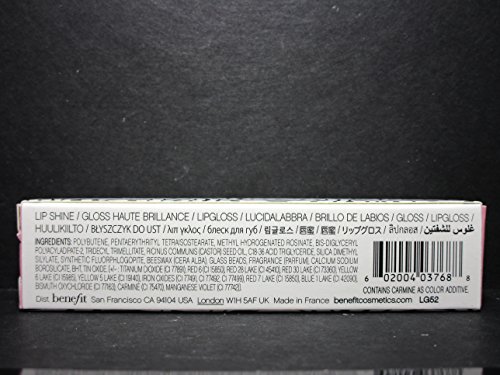 LIP SHINE / GLOSS HAUTE BRILLANCE / LIPGLOSS / LUCIDALABBRA / BRILLO DE LABIOS / GLOSS / LIPGLOSS /
HUULIKIILTO / BŁYSZCZYK DO UST / λιπ γκλος / блеск для губ / 립글로스 / 唇蜜 / 唇蜜 / リップグロス / ลิปกลอส / غلوس للشفتين
INGREDIENTS: POLYBUTENE, PENTAERYTHRITYL TETRAISOSTEARATE, METHYL HYDROGENATED ROSINATE, BIS-DIGLYCERYL
POLYACYLADIPATE-2, TRIDECYL TRIMELLITATE, RICINUS COMMUNIS (CASTOR) SEED OIL, C18-36 ACID TRIGLYCERIDE, SILICA DIMETHYL
SILYLATE, SYNTHETIC FLUORPHLOGOPITE, BEESWAX (CERA ALBA), GLASS BEADS, FRAGRANCE (PARFUM), CALCIUM SODIUM
BOROSILICATE, BHT, TIN OXIDE. [+/- TITANIUM DIOXIDE (CI 77891), RED 6 (CI 15850), RED 28 LAKE (CI 45410), RED 30 LAKE (CI 73360), YELLOW
6 LAKE (CI 15985), YELLOW 5 LAKE (CI 19140), IRON OXIDES (CI 77491, CI 77492, CI 77499), RED 7 LAKE (CI 15850), BLUE 1 LAKE (CI 42090),
BISMUTH OXYCHLORIDE (CI 77163), CARMINE (CI 75470), MANGANESE VIOLET (CI 77742)].
Dist. benefit San Francisco CA 94104 USA London W1H 5AF UK Made in France benefitcosmetics.com LG52
6 02004 03768 8
CONTAINS CARMINE AS COLOR ADDITIVE.